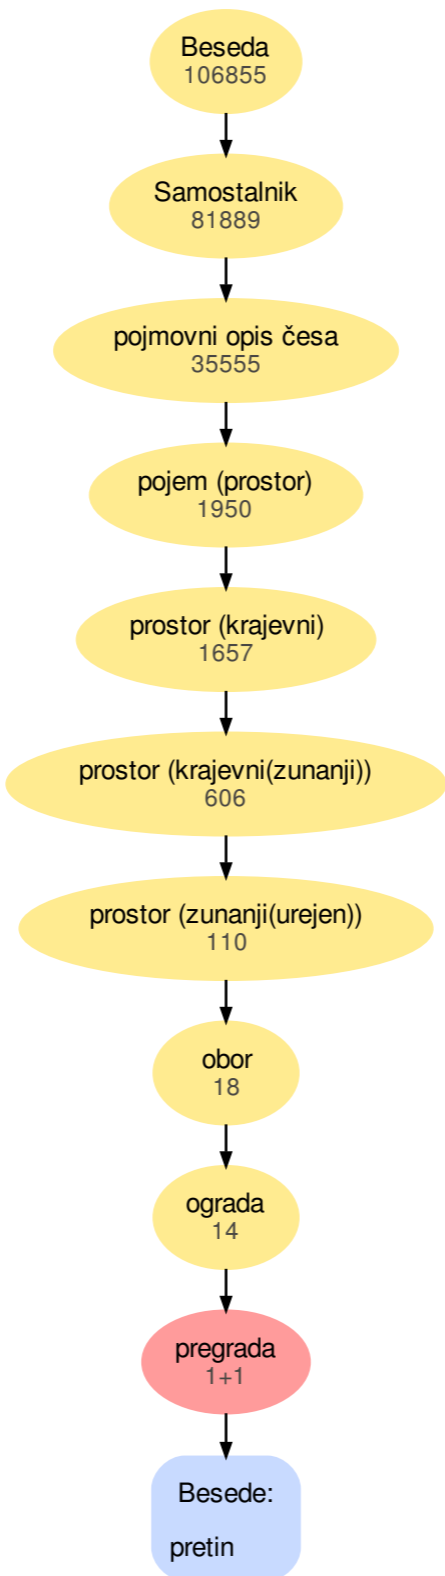 Beseda
106855
Samostalnik
81889
pojmovni opis česa
35555
pojem (prostor)
1950
prostor (krajevni)
1657
prostor (krajevni(zunanji))
606
prostor (zunanji(urejen))
110
obor
18
ograda
14
pregrada
1+1
Besede:
pretin